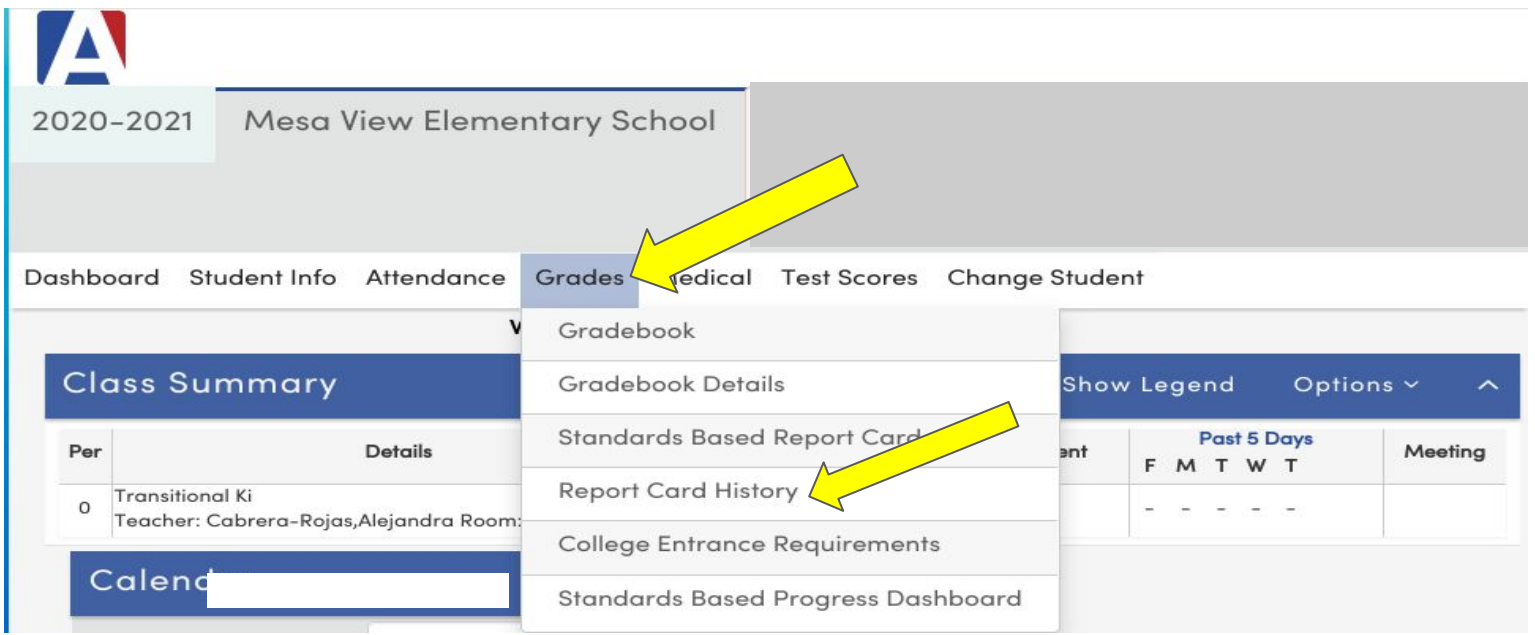 2020-2021 Mesa View Elementary School
Dashboard Student Info Attendance Grades Medical Test Scores Change Student
Gradebook
Class Summary
Gradebook Details
Show Legend Options
Standards Based Report Card
Per Details
Past 5 Days
F M T W T
Meeting
Report Card History
0 Transitional Ki
Teacher: Cabrera-Rojas,Alejandra Room:
- - - - -
College Entrance Requirements
Standards Based Progress Dashboard